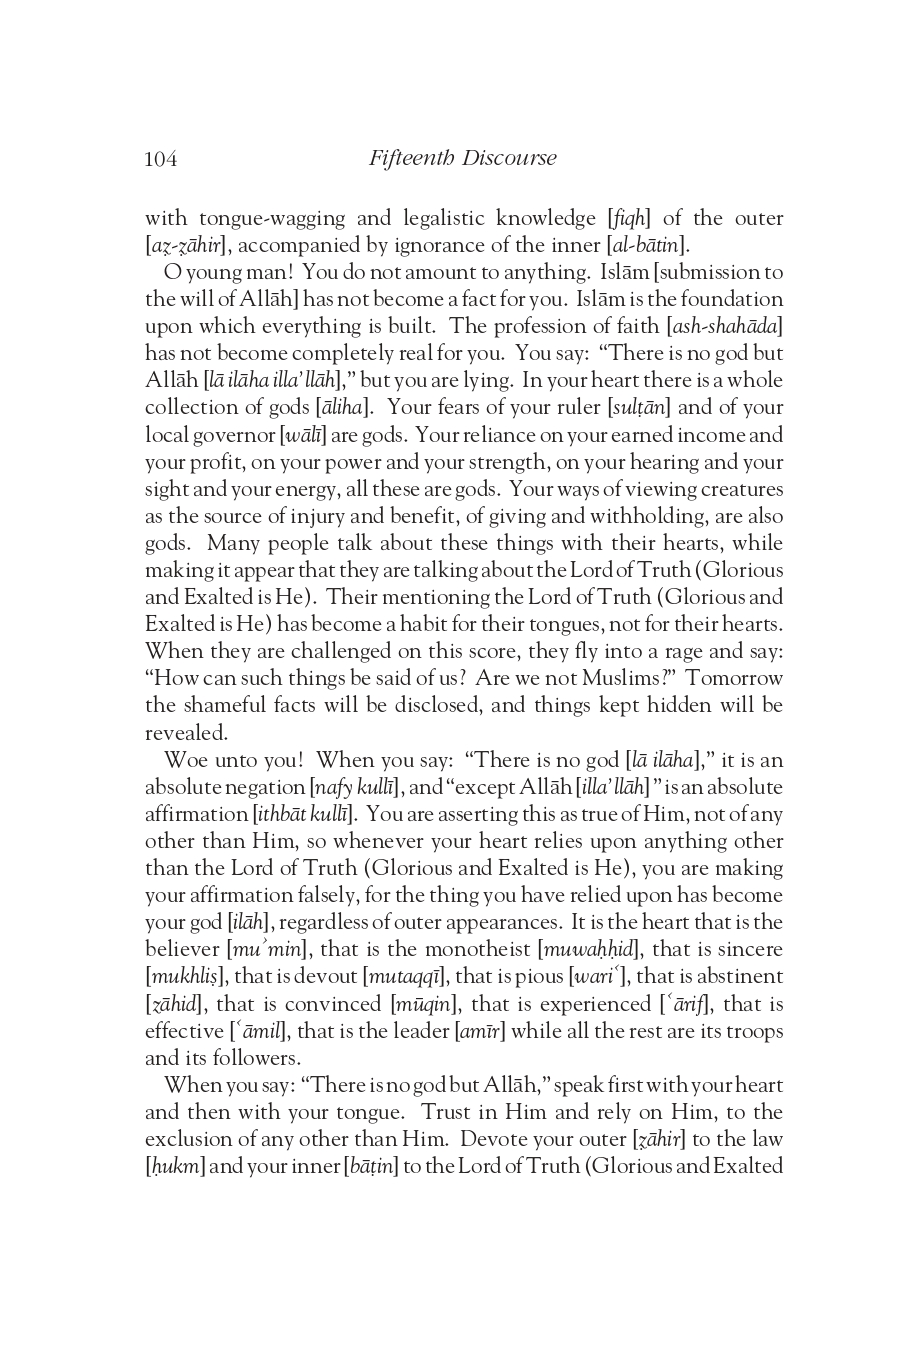 104
Fifteenth Discourse
with tongue-wagging and legalistic knowledge [fiqh] of the outer
[aẓ-ẓāhir], accompanied by ignorance of the inner [al-bātin].
O young man! You do not amount to anything. Islām [submission to
the will of Allāh] has not become a fact for you. Islām is the foundation
upon which everything is built. The profession of faith [ash-shahāda]
has not become completely real for you. You say: “There is no god but
Allāh [lā ilāha illa’llāh],” but you are lying. In your heart there is a whole
collection of gods [āliha]. Your fears of your ruler [sulṭān] and of your
local governor [wālī] are gods. Your reliance on your earned income and
your profit, on your power and your strength, on your hearing and your
sight and your energy, all these are gods. Your ways of viewing creatures
as the source of injury and benefit, of giving and withholding, are also
gods. Many people talk about these things with their hearts, while
making it appear that they are talking about the Lord of Truth (Glorious
and Exalted is He). Their mentioning the Lord of Truth (Glorious and
Exalted is He) has become a habit for their tongues, not for their hearts.
When they are challenged on this score, they fly into a rage and say:
“How can such things be said of us? Are we not Muslims?” Tomorrow
the shameful facts will be disclosed, and things kept hidden will be
revealed.
Woe unto you! When you say: “There is no god [lā ilāha],” it is an
absolute negation [nafy kullī], and “except Allāh [illa’llāh]” is an absolute
affirmation [ithbāt kullī]. You are asserting this as true of Him, not of any
other than Him, so whenever your heart relies upon anything other
than the Lord of Truth (Glorious and Exalted is He), you are making
your affirmation falsely, for the thing you have relied upon has become
your god [ilāh], regardless of outer appearances. It is the heart that is the
believer [muʾmin], that is the monotheist [muwaḥḥid], that is sincere
[mukhliṣ], that is devout [mutaqqī], that is pious [wariʿ], that is abstinent
[zāhid], that is convinced [mūqin], that is experienced [ʿārif], that is
effective [ʿāmil], that is the leader [amīr] while all the rest are its troops
and its followers.
When you say: “There is no god but Allāh,” speak first with your heart
and then with your tongue. Trust in Him and rely on Him, to the
exclusion of any other than Him. Devote your outer [ẓāhir] to the law
[ḥukm] and your inner [bāṭin] to the Lord of Truth (Glorious and Exalted